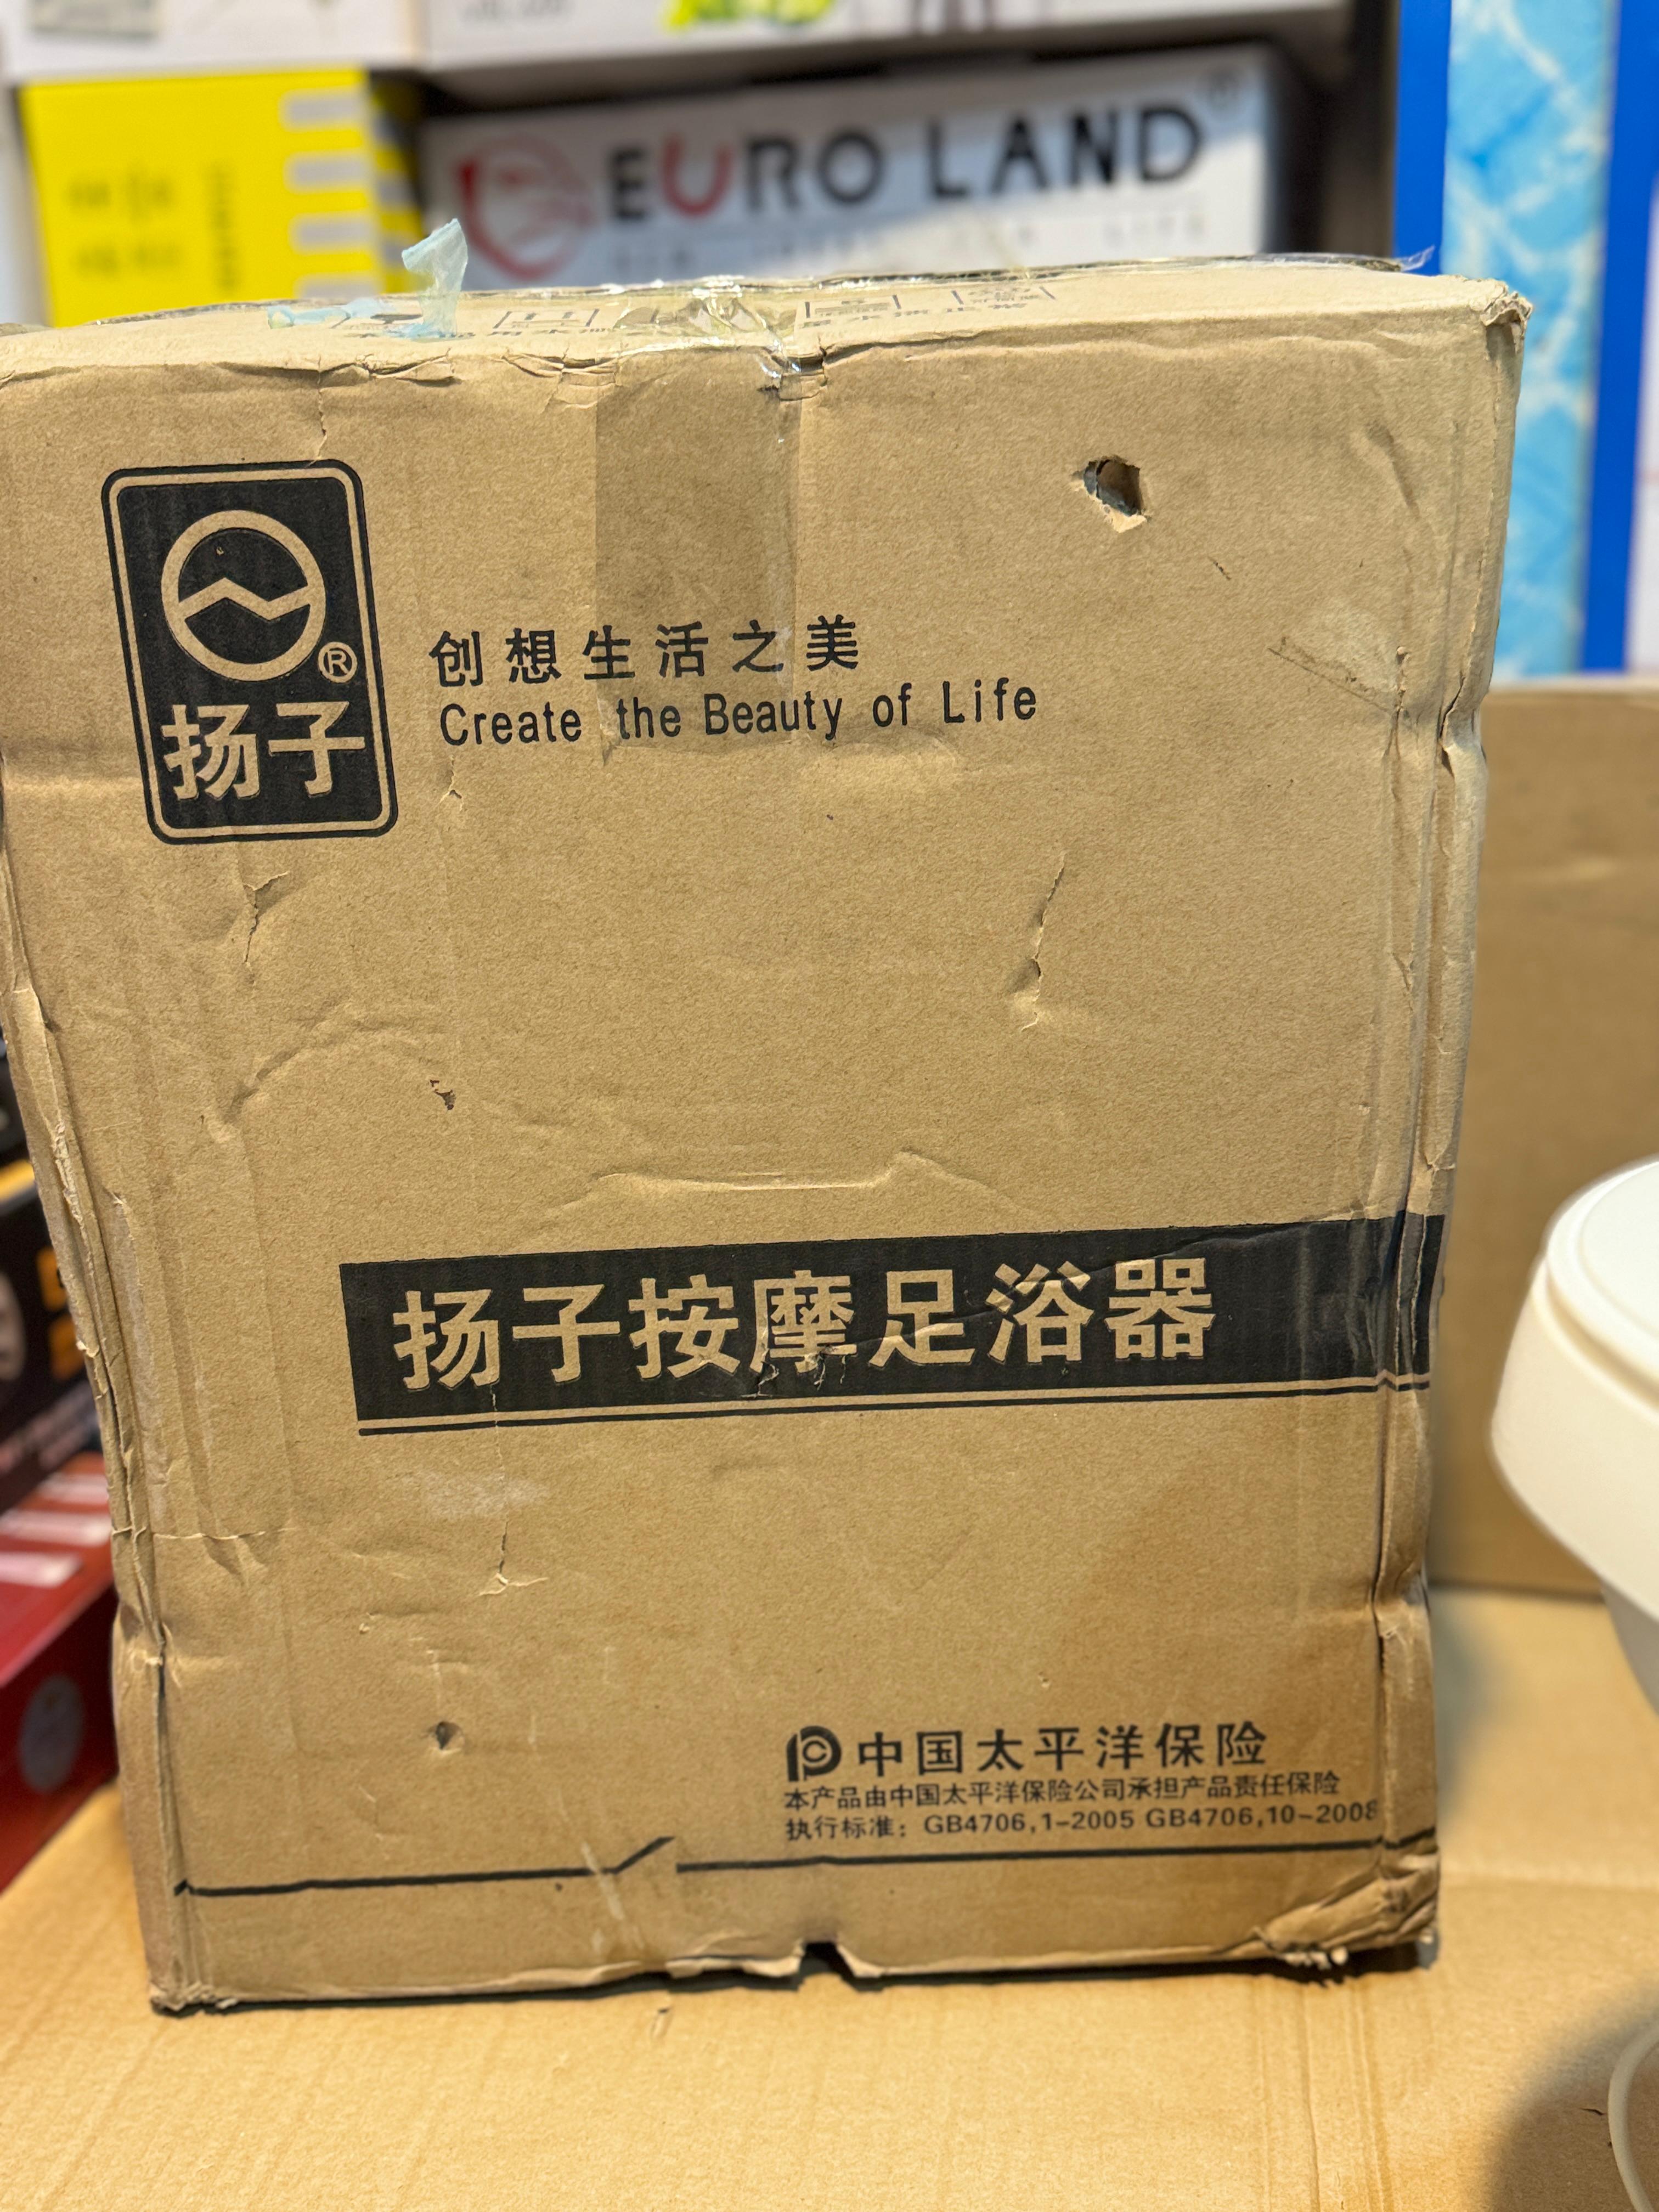 EURO LAND
®
扬子
创想生活之美
Create the Beauty of Life
扬子按摩足浴器
中国太平洋保险
本产品由中国太平洋保险公司承担产品责任保险
执行标准：GB4706,1-2005 GB4706,10-2008